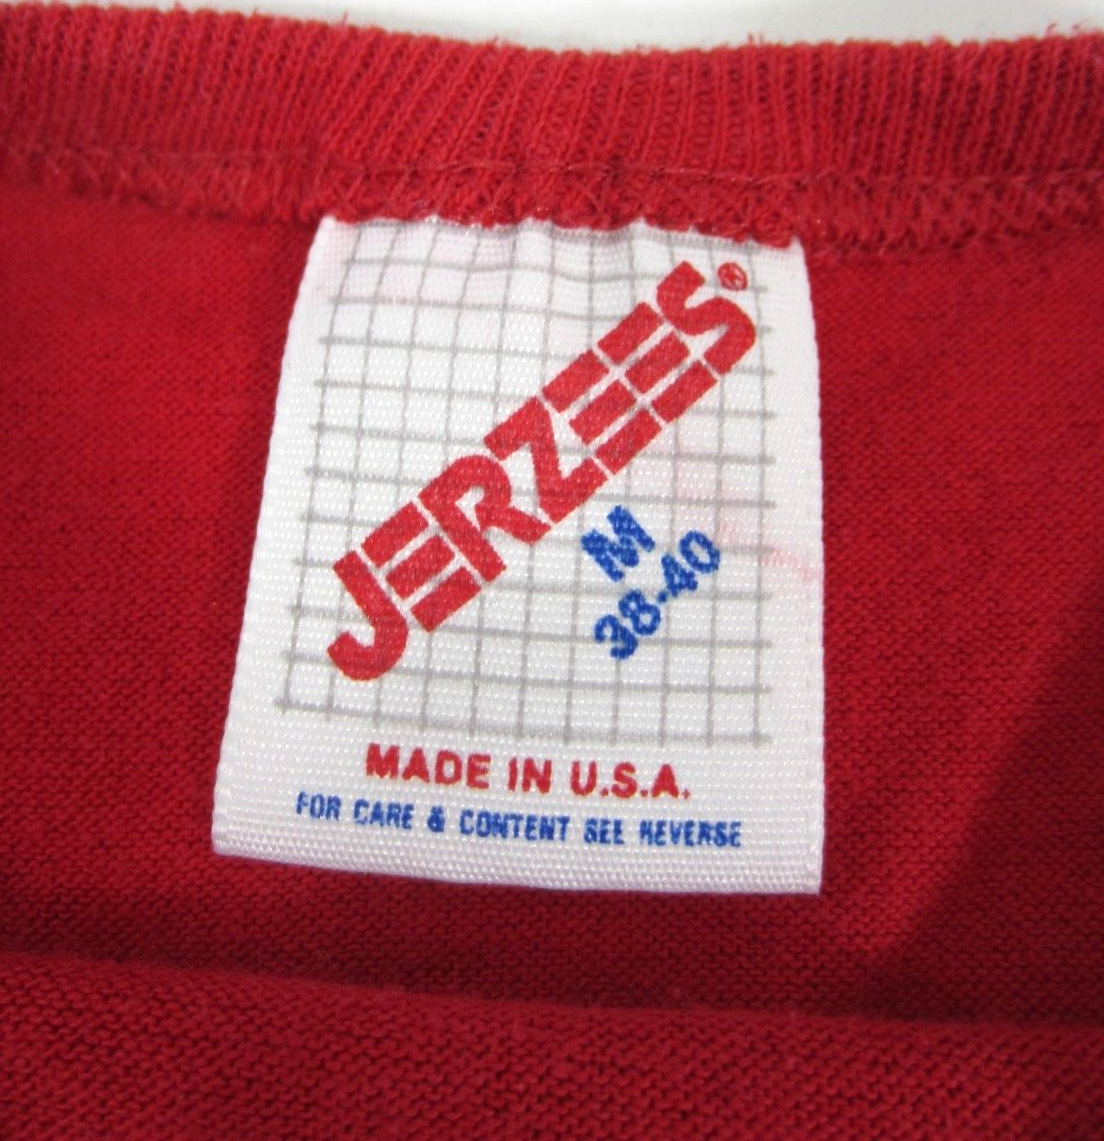 JERZEES®
M
38-40
MADE IN U.S.A.
FOR CARE & CONTENT SEE REVERSE